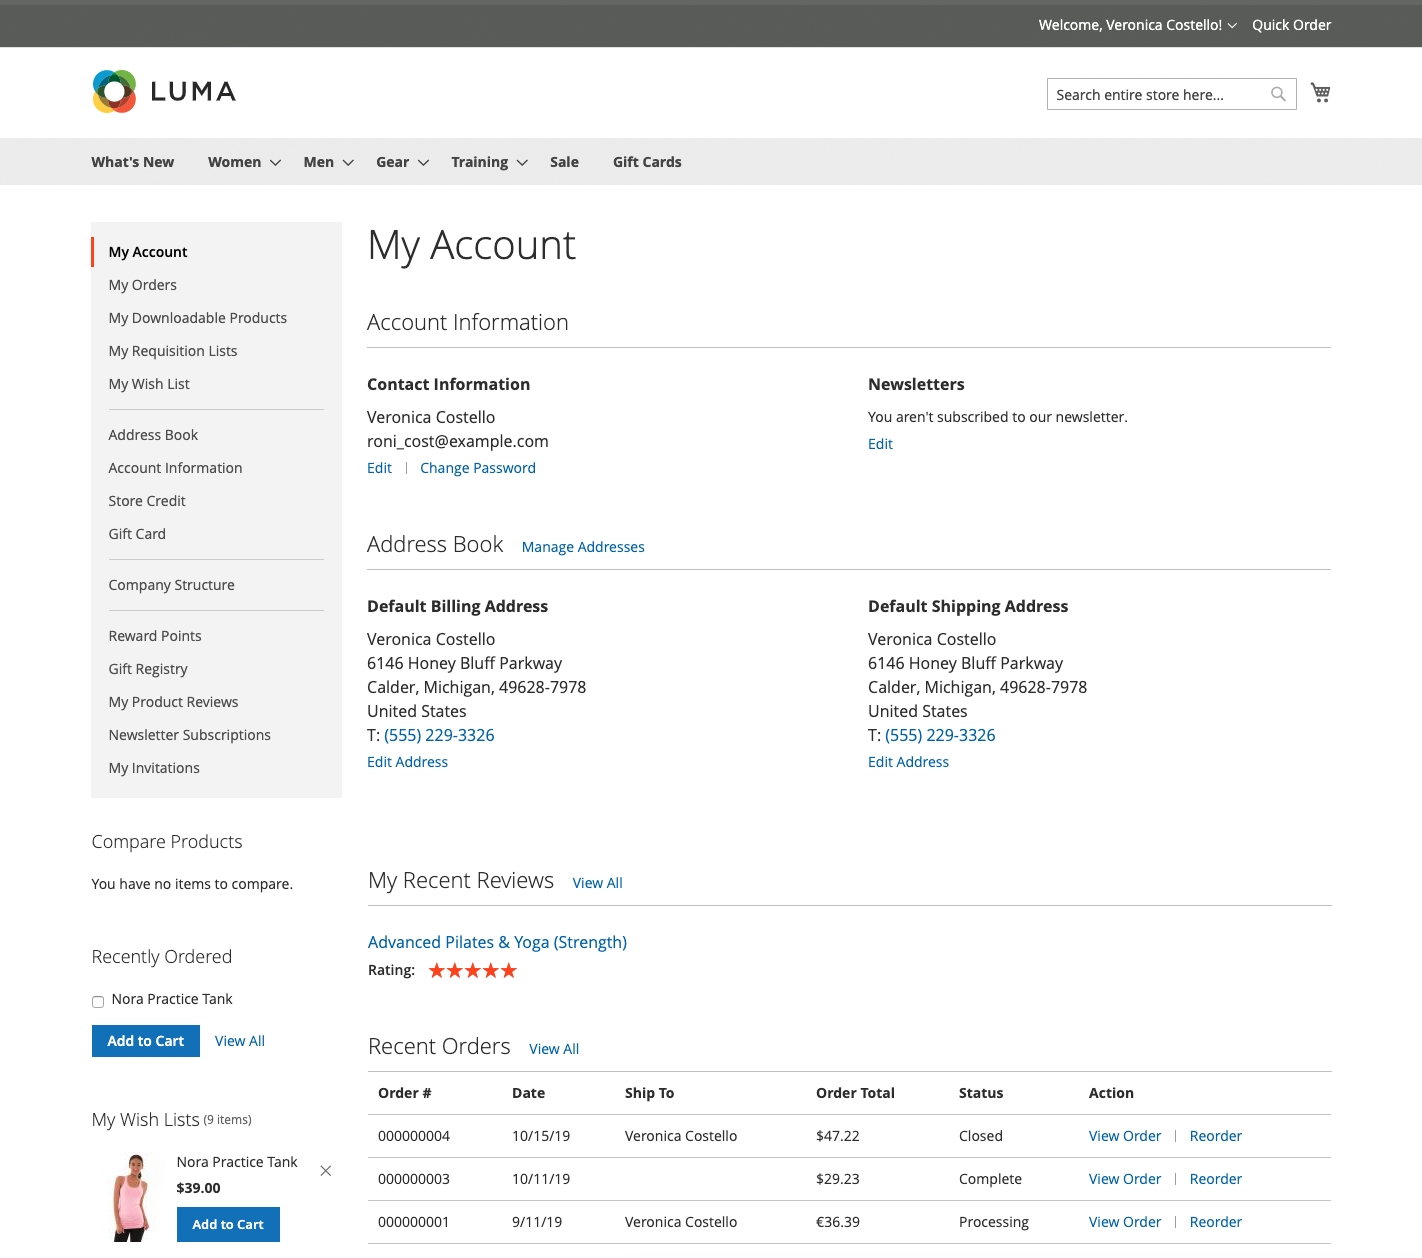 Welcome, Veronica Costello! Quick Order
LUMA
Search entire store here...
What's New Women Men Gear Training Sale Gift Cards
My Account
My Orders
My Downloadable Products
My Requisition Lists
My Wish List
Address Book
Account Information
Store Credit
Gift Card
Company Structure
Reward Points
Gift Registry
My Product Reviews
Newsletter Subscriptions
My Invitations
Compare Products
You have no items to compare.
Recently Ordered
Nora Practice Tank
Add to Cart View All
My Wish Lists (9 items)
Nora Practice Tank
$39.00
Add to Cart
My Account
Account Information
Contact Information
Veronica Costello
roni_cost@example.com
Edit | Change Password
Newsletters
You aren't subscribed to our newsletter.
Edit
Address Book Manage Addresses
Default Billing Address
Veronica Costello
6146 Honey Bluff Parkway
Calder, Michigan, 49628-7978
United States
T: (555) 229-3326
Edit Address
Default Shipping Address
Veronica Costello
6146 Honey Bluff Parkway
Calder, Michigan, 49628-7978
United States
T: (555) 229-3326
Edit Address
My Recent Reviews View All
Advanced Pilates & Yoga (Strength)
Rating:
Recent Orders View All
Order # Date Ship To Order Total Status Action
000000004 10/15/19 Veronica Costello $47.22 Closed View Order | Reorder
000000003 10/11/19 $29.23 Complete View Order | Reorder
000000001 9/11/19 Veronica Costello €36.39 Processing View Order | Reorder